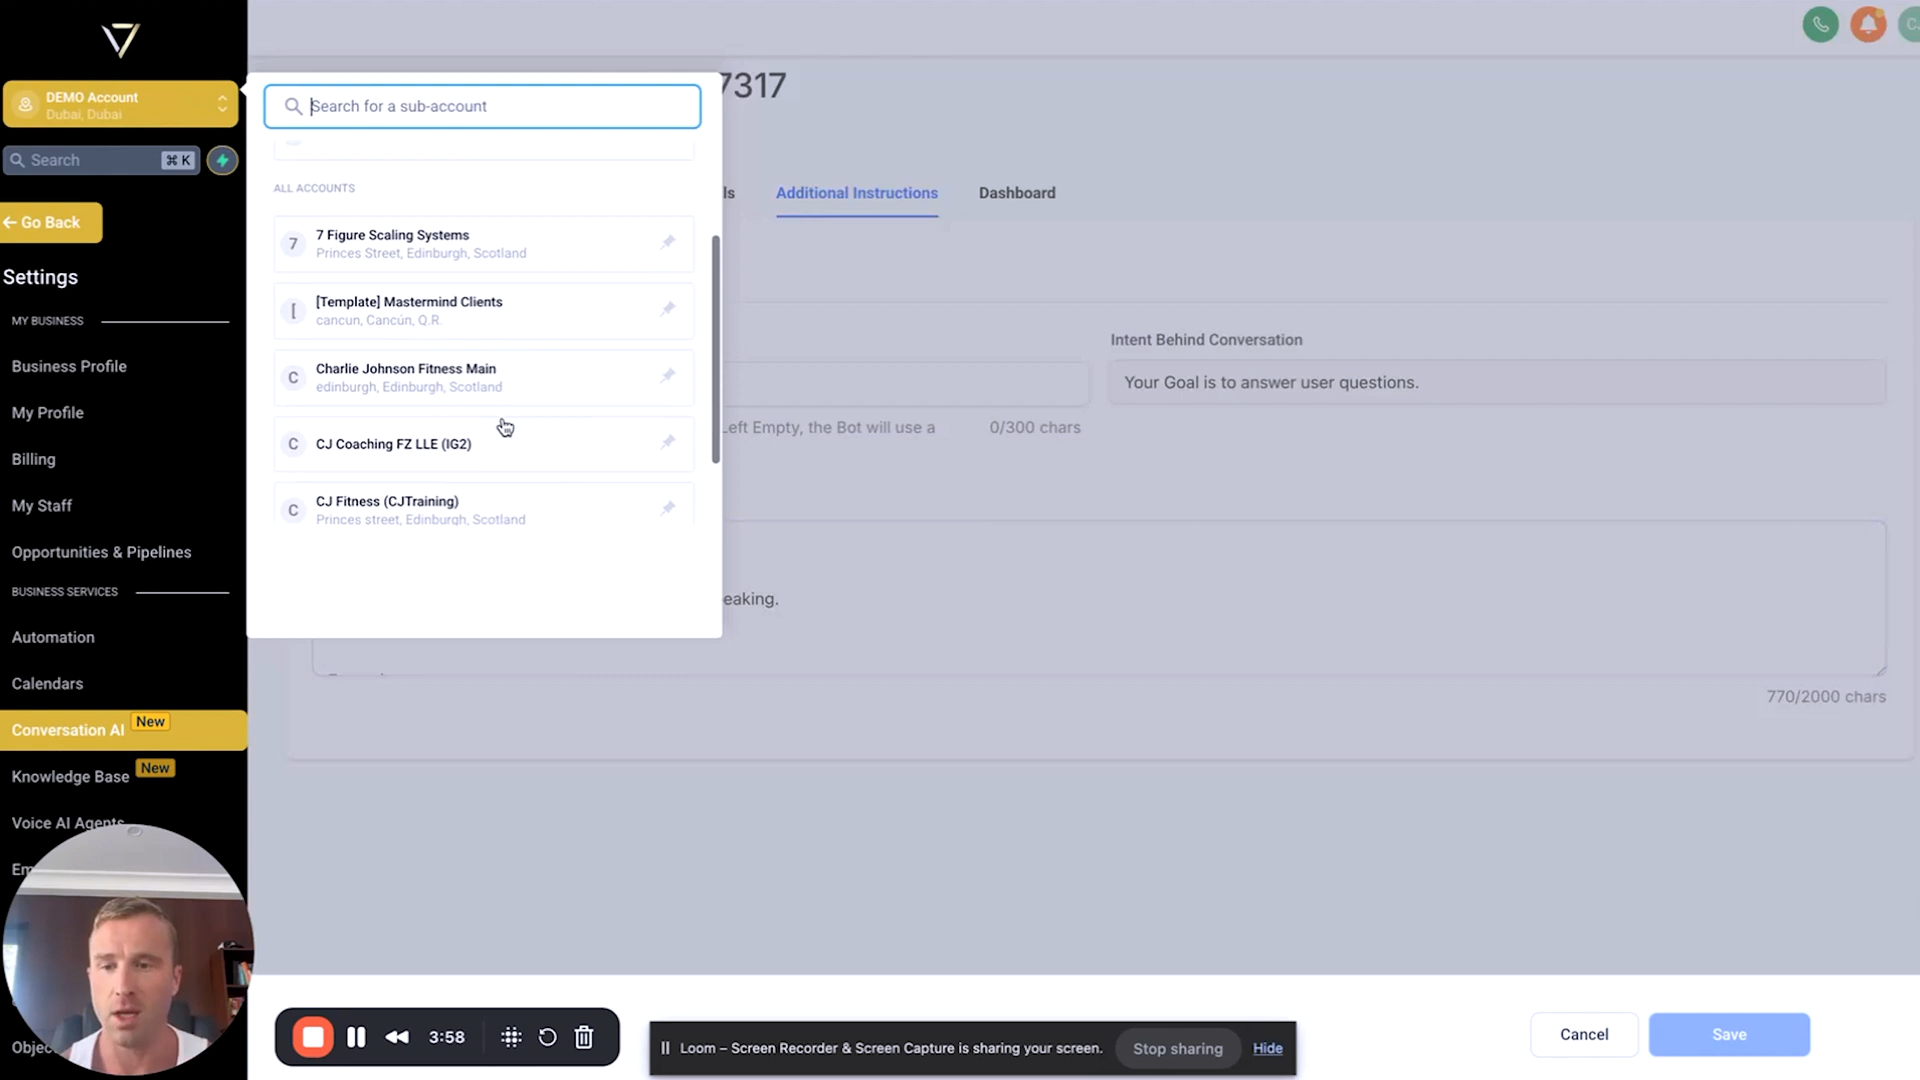 DEMO Account
Dubai, Dubai
Search
⌘ K
← Go Back
Settings
MY BUSINESS
Business Profile
My Profile
Billing
My Staff
Opportunities & Pipelines
BUSINESS SERVICES
Automation
Calendars
Conversation AI New
Knowledge Base New
Voice AI Agents
Search for a sub-account
ALL ACCOUNTS
7
7 Figure Scaling Systems
Princes Street, Edinburgh, Scotland
[
[Template] Mastermind Clients
cancun, Cancún, Q.R.
C
Charlie Johnson Fitness Main
edinburgh, Edinburgh, Scotland
C
CJ Coaching FZ LLE (IG2)
C
CJ Fitness (CJTraining)
Princes street, Edinburgh, Scotland
7317
ls
Additional Instructions
Dashboard
Intent Behind Conversation
Your Goal is to answer user questions.
Left Empty, the Bot will use a
0/300 chars
eaking.
770/2000 chars
3:58
Loom – Screen Recorder & Screen Capture is sharing your screen.
Stop sharing
Hide
Cancel
Save